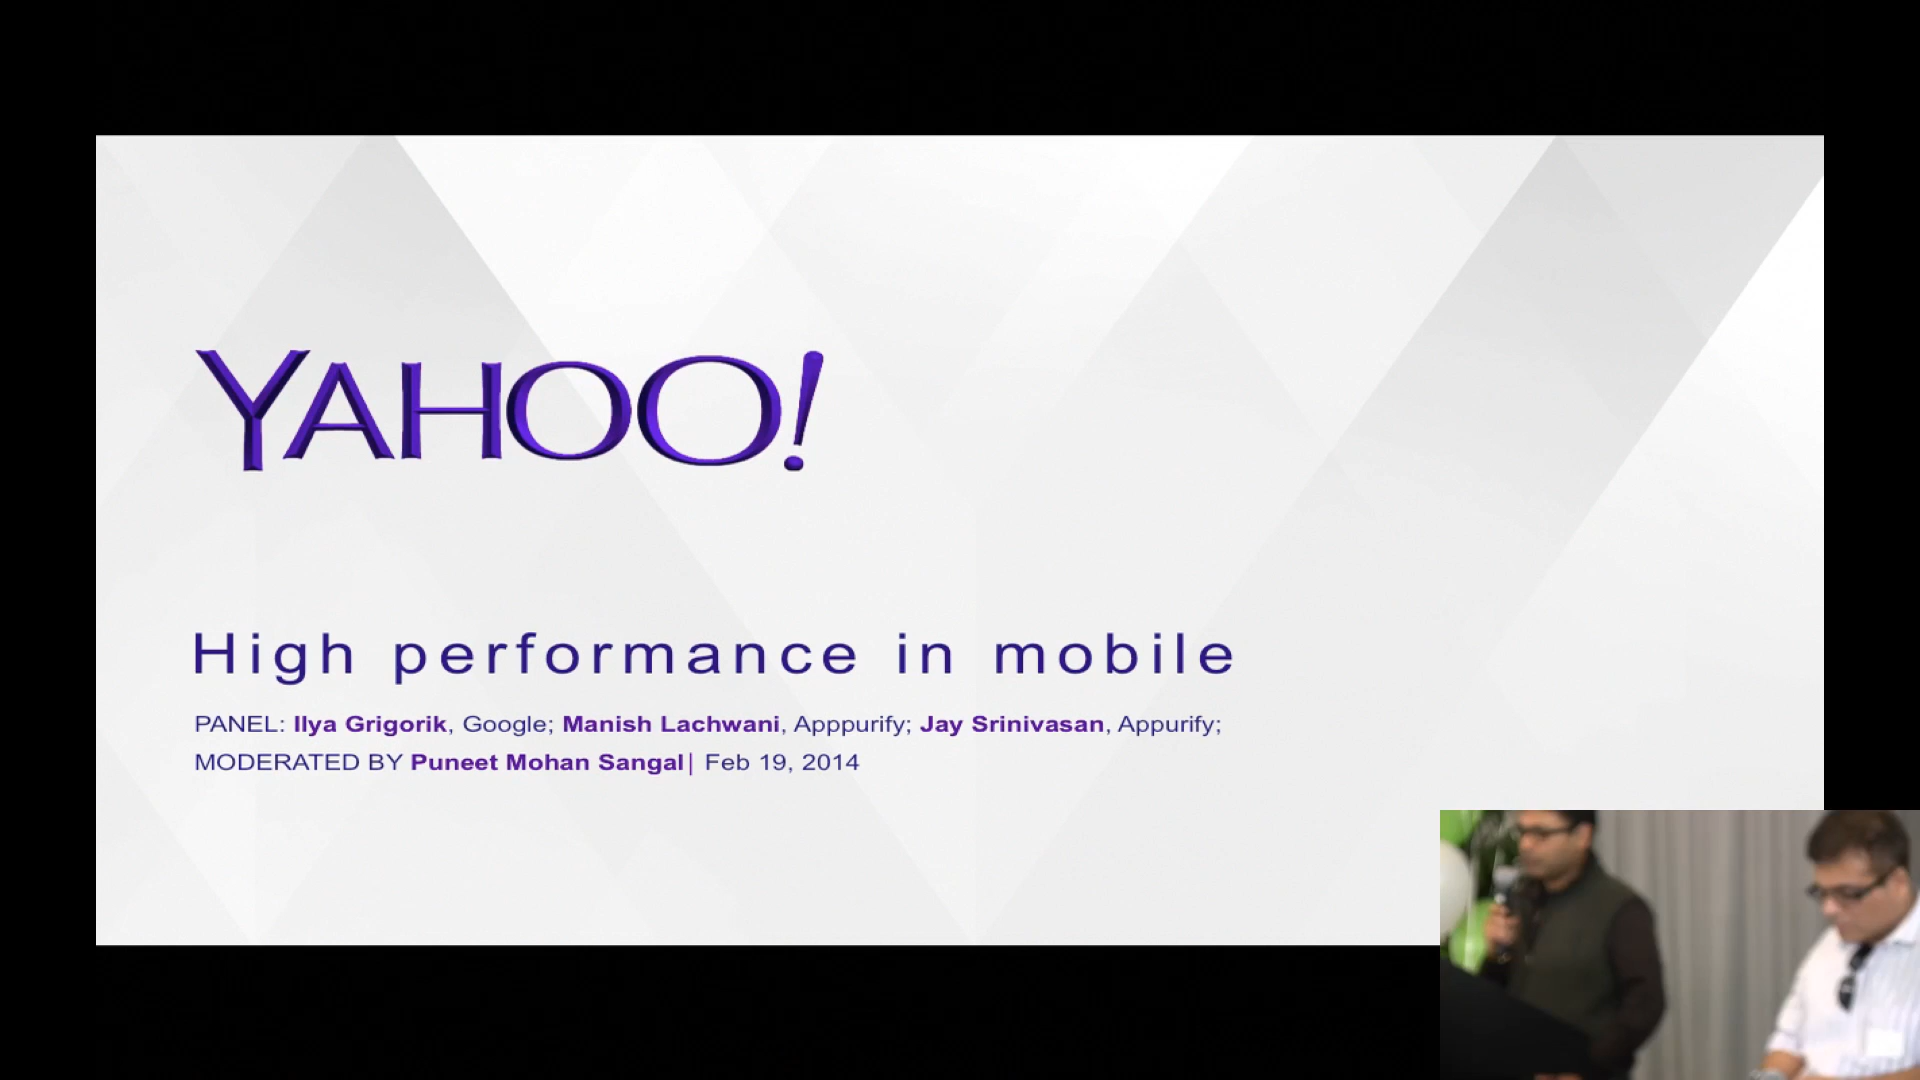 YAHOO!
High performance in mobile
PANEL: Ilya Grigorik, Google; Manish Lachwani, Apppurify; Jay Srinivasan, Appurify;
MODERATED BY Puneet Mohan Sangal| Feb 19, 2014